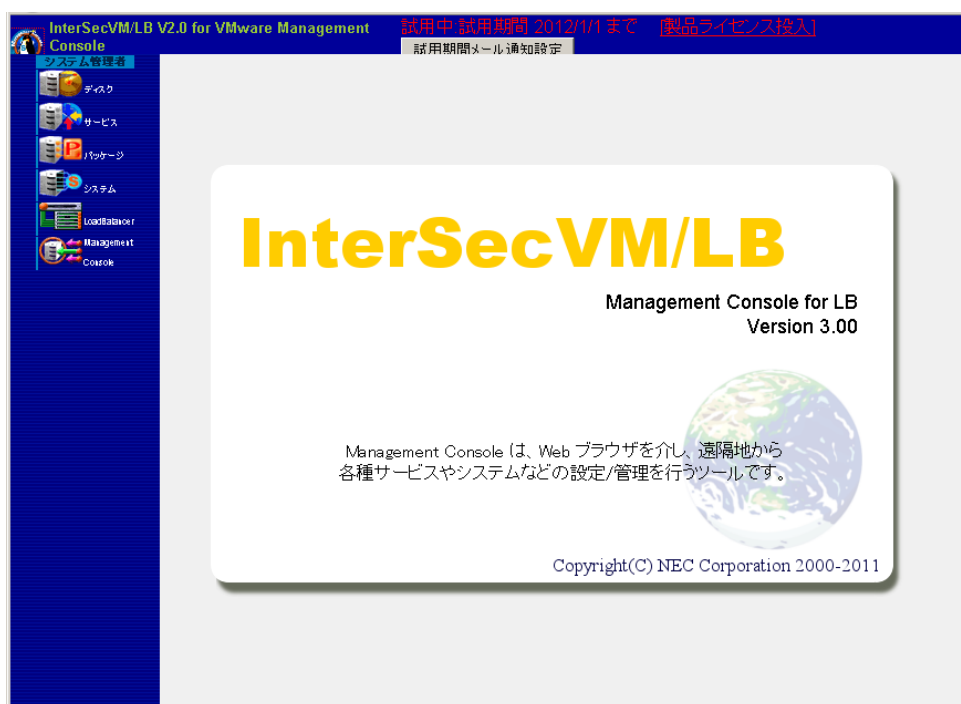 InterSecVM/LB V2.0 for VMware Management
Console
試用中:試用期間 2012/1/1 まで [製品ライセンス投入]
試用期間メール通知設定
システム管理者
ディスク
サービス
パッケージ
システム
LoadBalancer
Management
Console
InterSecVM/LB
Management Console for LB
Version 3.00
Management Console は、Web ブラウザを介し、遠隔地から
各種サービスやシステムなどの設定/管理を行うツールです。
Copyright(C) NEC Corporation 2000-2011